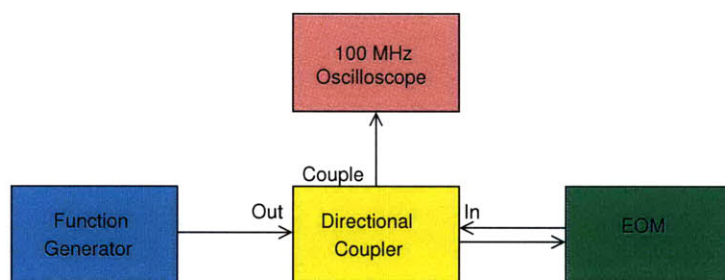 100 MHz
Oscilloscope
Couple
Function
Generator
Out
Directional
Coupler
In
EOM